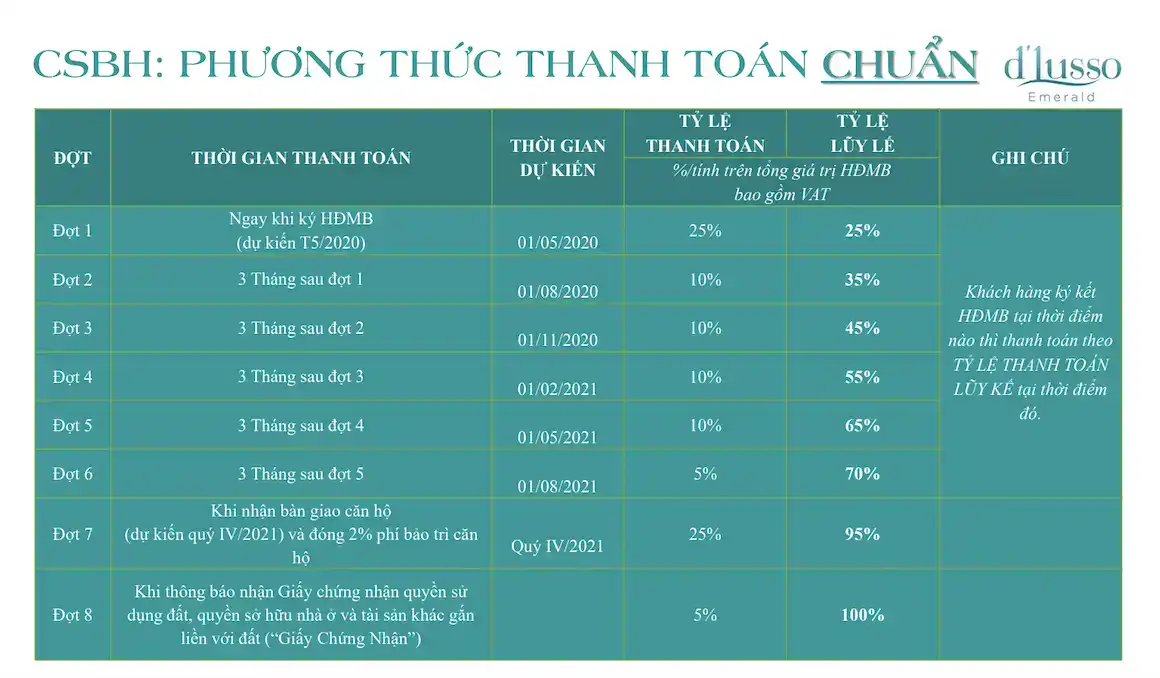 CSBH: PHƯƠNG THỨC THANH TOÁN CHUẨN
d'lusso
Emerald
ĐỢT
THỜI GIAN THANH TOÁN
THỜI GIAN
DỰ KIẾN
TỶ LỆ
THANH TOÁN
TỶ LỆ
LŨY LẾ
%/tính trên tổng giá trị HĐMB
bao gồm VAT
GHI CHÚ
Đợt 1
Ngay khi ký HĐMB
(dự kiến T5/2020)
01/05/2020
25%
25%
Đợt 2
3 Tháng sau đợt 1
01/08/2020
10%
35%
Đợt 3
3 Tháng sau đợt 2
01/11/2020
10%
45%
Đợt 4
3 Tháng sau đợt 3
01/02/2021
10%
55%
Đợt 5
3 Tháng sau đợt 4
01/05/2021
10%
65%
Đợt 6
3 Tháng sau đợt 5
01/08/2021
5%
70%
Khách hàng ký kết
HĐMB tại thời điểm
nào thì thanh toán theo
TỶ LỆ THANH TOÁN
LŨY KẾ tại thời điểm
đó.
Đợt 7
Khi nhận bàn giao căn hộ
(dự kiến quý IV/2021) và đóng 2% phí bảo trì căn
hộ
Quý IV/2021
25%
95%
Đợt 8
Khi thông báo nhận Giấy chứng nhận quyền sử
dụng đất, quyền sở hữu nhà ở và tài sản khác gắn
liền với đất (“Giấy Chứng Nhận”)
5%
100%